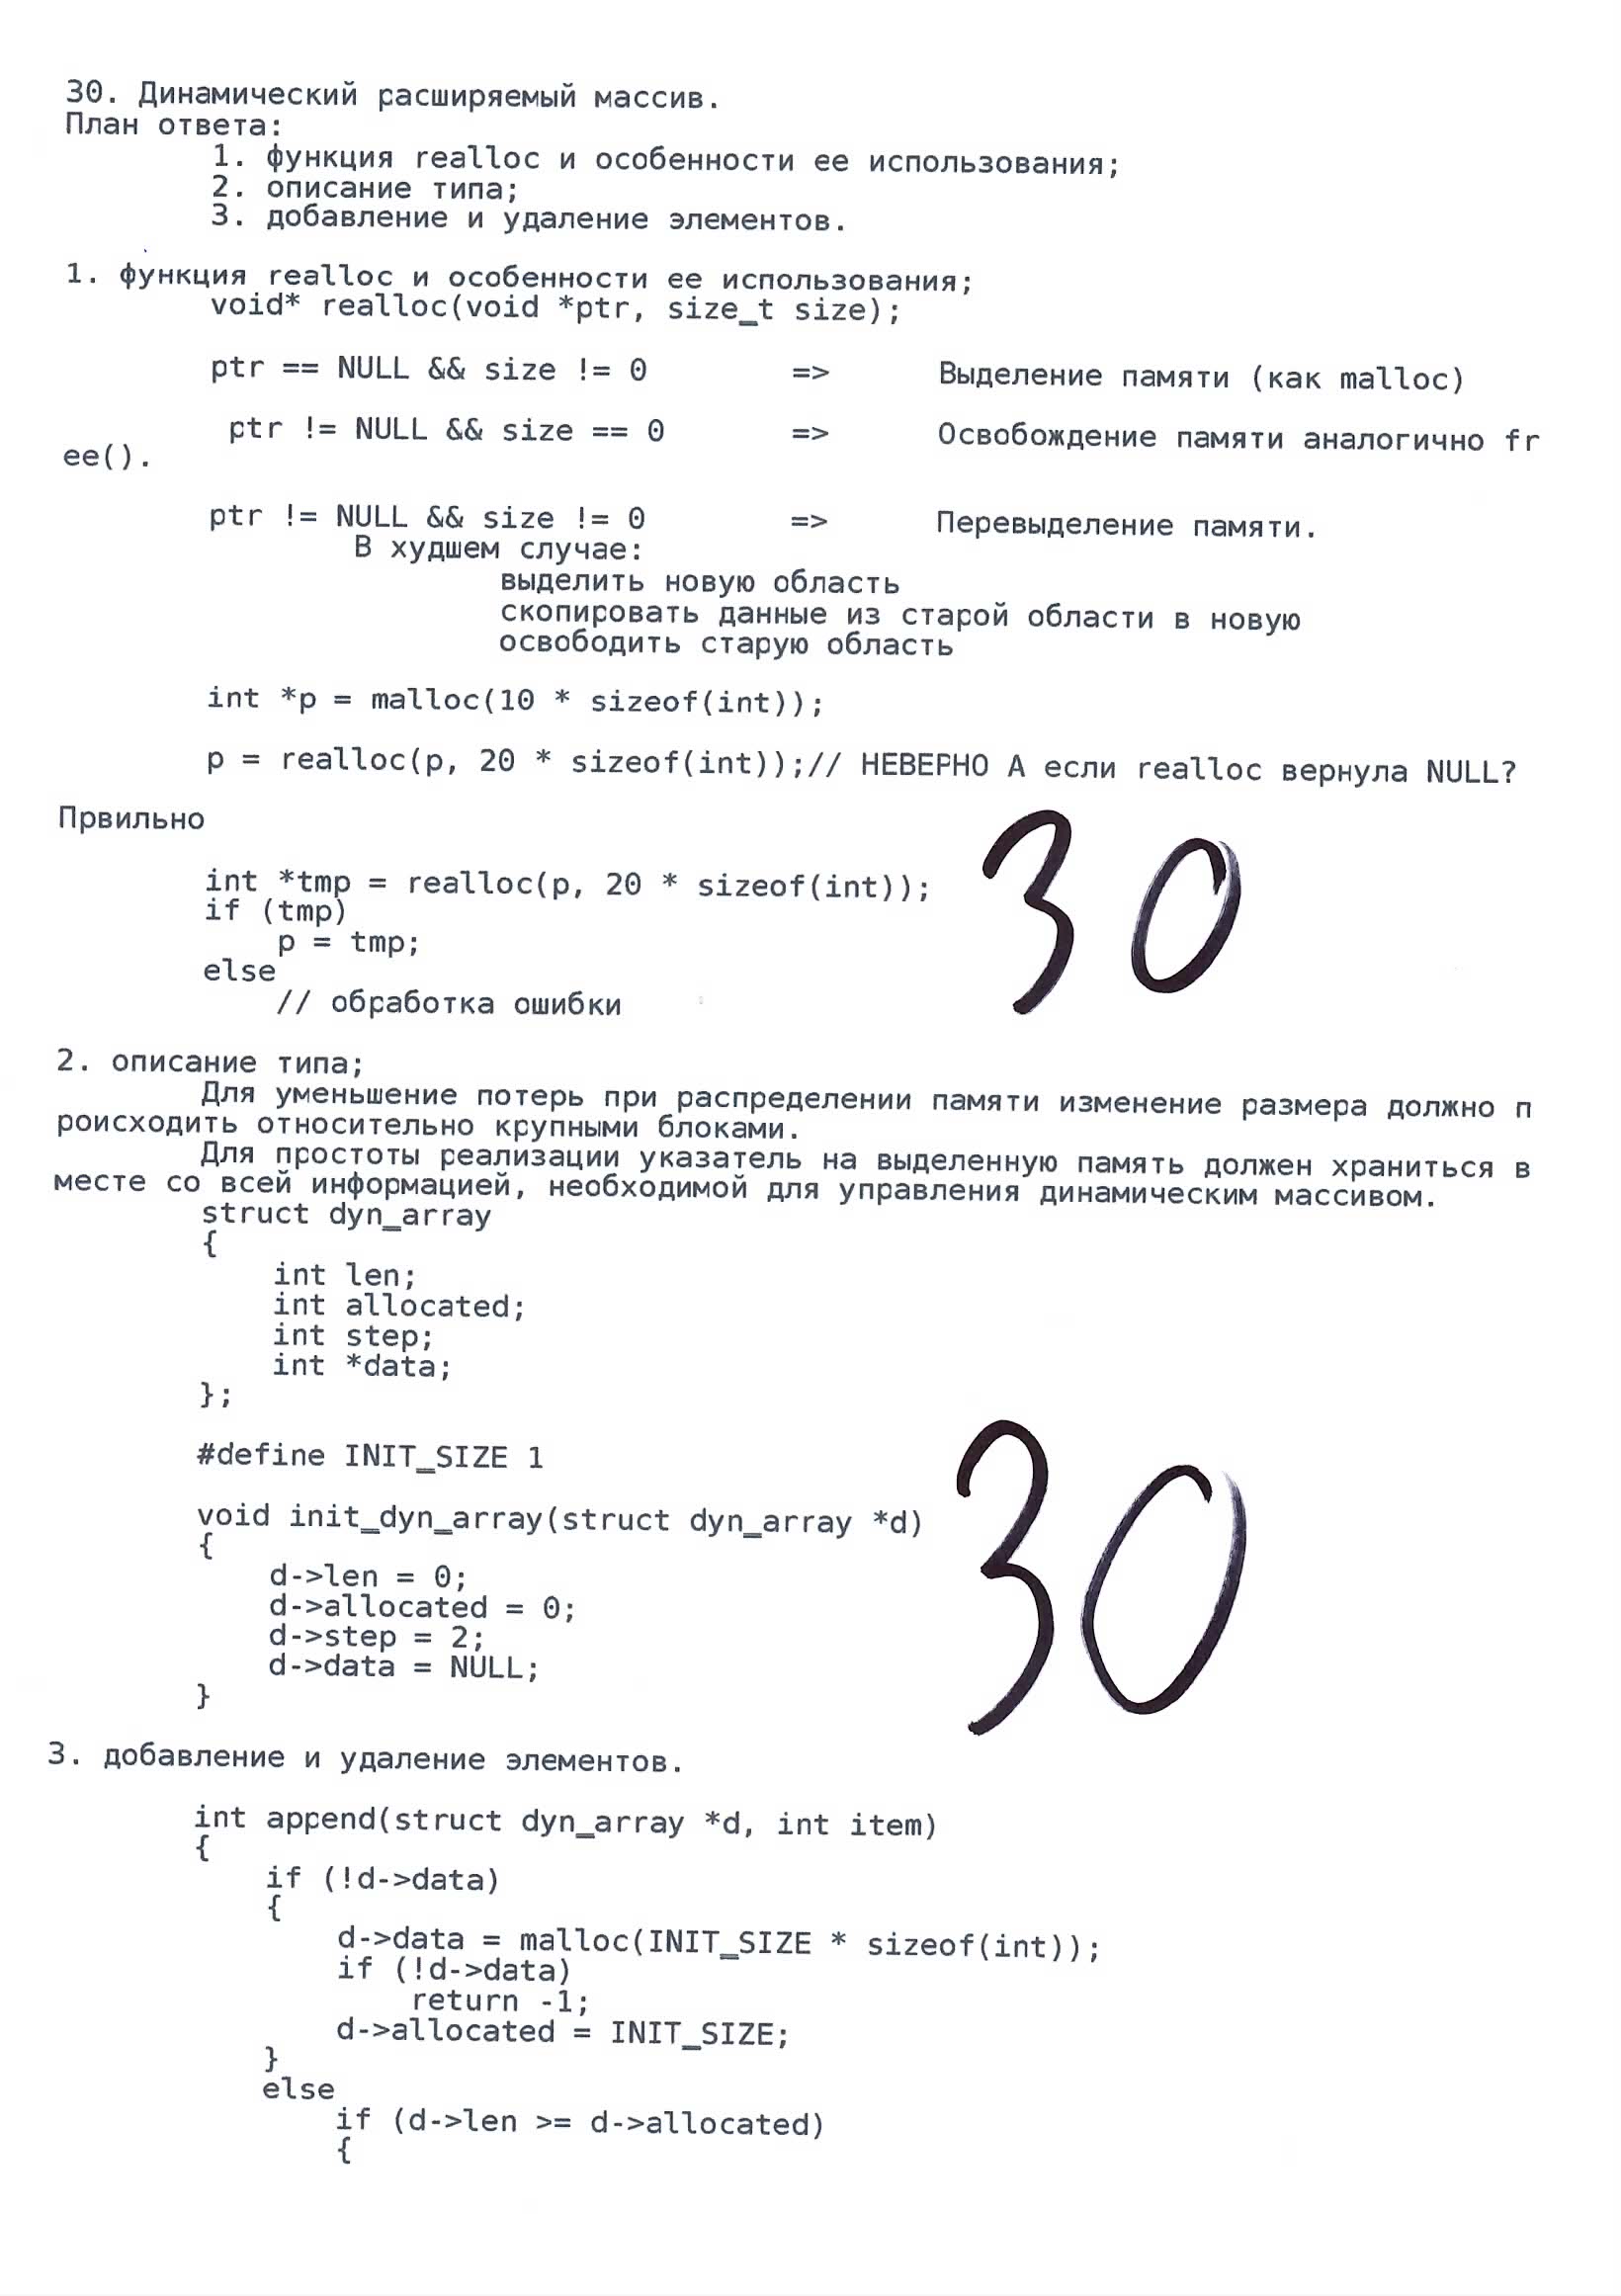 30. Динамический расширяемый массив.
План ответа:
1. функция realloc и особенности ее использования;
2. описание типа;
3. добавление и удаление элементов.
1. функция realloc и особенности ее использования;
void* realloc(void *ptr, size_t size);
ptr == NULL && size != 0 => Выделение памяти (как malloc)
ptr != NULL && size == 0 => Освобождение памяти аналогично fr
ee().
ptr != NULL && size != 0 => Перевыделение памяти.
В худшем случае:
выделить новую область
скопировать данные из старой области в новую
освободить старую область
int *p = malloc(10 * sizeof(int));
p = realloc(p, 20 * sizeof(int));// НЕВЕРНО А если realloc вернула NULL?
Првильно
int *tmp = realloc(p, 20 * sizeof(int));
if (tmp)
p = tmp;
else
// обработка ошибки
30
2. описание типа;
Для уменьшение потерь при распределении памяти изменение размера должно п
роисходить относительно крупными блоками.
Для простоты реализации указатель на выделенную память должен храниться в
месте со всей информацией, необходимой для управления динамическим массивом.
struct dyn_array
{
int len;
int allocated;
int step;
int *data;
};
#define INIT_SIZE 1
void init_dyn_array(struct dyn_array *d)
{
d->len = 0;
d->allocated = 0;
d->step = 2;
d->data = NULL;
}
30
3. добавление и удаление элементов.
int append(struct dyn_array *d, int item)
{
if (!d->data)
{
d->data = malloc(INIT_SIZE * sizeof(int));
if (!d->data)
return -1;
d->allocated = INIT_SIZE;
}
else
if (d->len >= d->allocated)
{